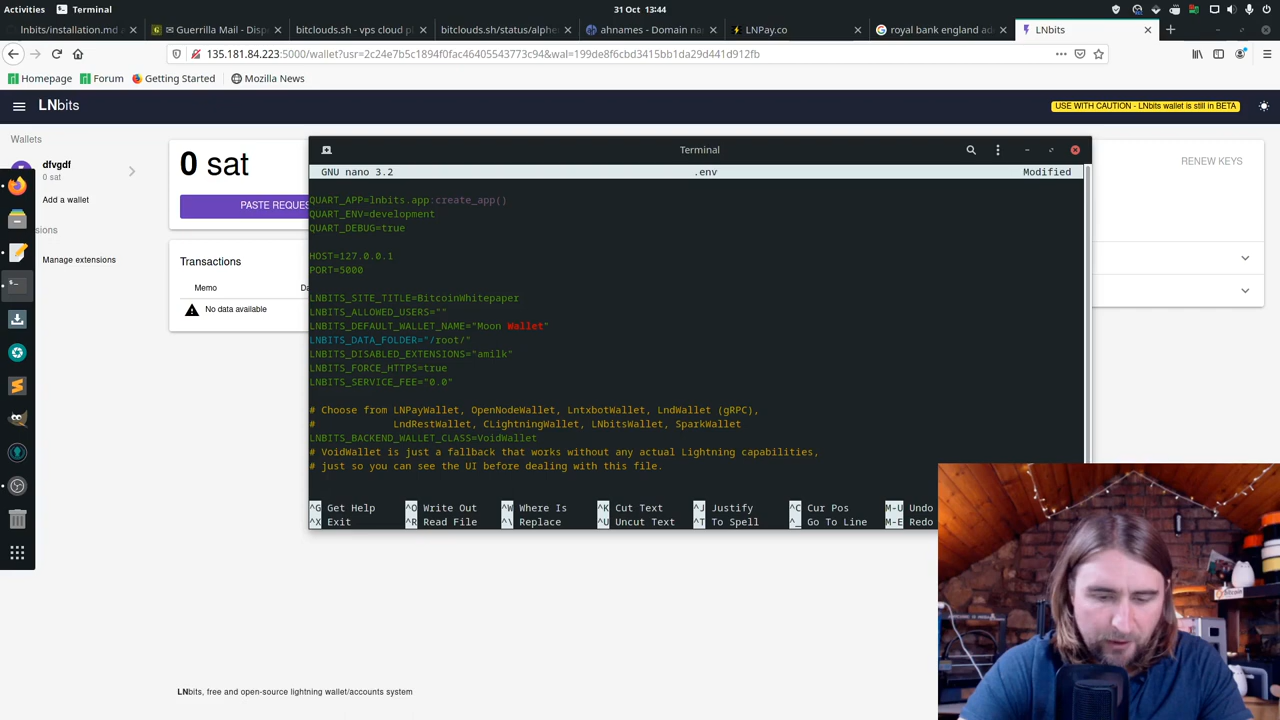 Activities
Terminal
31 Oct 13:44
lnbits/installation.md at
Guerrilla Mail - Disp
bitclouds.sh - vps cloud pl
bitclouds.sh/status/alphe
ahnames - Domain na
LNPay.co
royal bank england ad
LNbits
135.181.84.223:5000/wallet?usr=2c24e7b5c1894f0fac46405543773c94&wal=199de8f6cbd3415bb1da29d441d912fb
Homepage
Forum
Getting Started
Mozilla News
LNbits
USE WITH CAUTION - LNbits wallet is still in BETA
Wallets
dfvgdf
0 sat
Add a wallet
Manage extensions
0 sat
PASTE REQUES
Transactions
Memo
Da
No data available
RENEW KEYS
Terminal
GNU nano 3.2
.env
Modified
QUART_APP=lnbits.app:create_app()
QUART_ENV=development
QUART_DEBUG=true
HOST=127.0.0.1
PORT=5000
LNBITS_SITE_TITLE=BitcoinWhitepaper
LNBITS_ALLOWED_USERS=""
LNBITS_DEFAULT_WALLET_NAME="Moon Wallet"
LNBITS_DATA_FOLDER="/root/"
LNBITS_DISABLED_EXTENSIONS="amilk"
LNBITS_FORCE_HTTPS=true
LNBITS_SERVICE_FEE="0.0"
# Choose from LNPayWallet, OpenNodeWallet, LntxbotWallet, LndWallet (gRPC),
# LndRestWallet, CLightningWallet, LNbitsWallet, SparkWallet
LNBITS_BACKEND_WALLET_CLASS=VoidWallet
# VoidWallet is just a fallback that works without any actual Lightning capabilities,
# just so you can see the UI before dealing with this file.
^G Get Help ^O Write Out ^W Where Is ^K Cut Text ^J Justify ^C Cur Pos M-U Undo
^X Exit ^R Read File ^\ Replace ^U Uncut Text ^T To Spell ^_ Go To Line M-E Redo
LNbits, free and open-source lightning wallet/accounts system